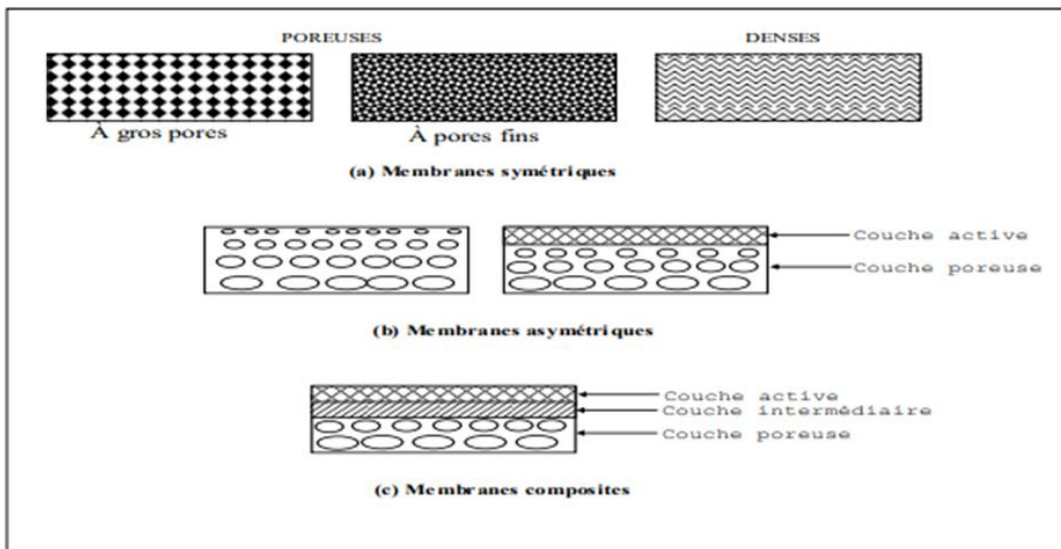 POREUSES DENSES
À gros pores À pores fins
(a) Membranes symétriques
Couche active
Couche poreuse
(b) Membranes asymétriques
Couche active
Couche intermédiaire
Couche poreuse
(c) Membranes composites